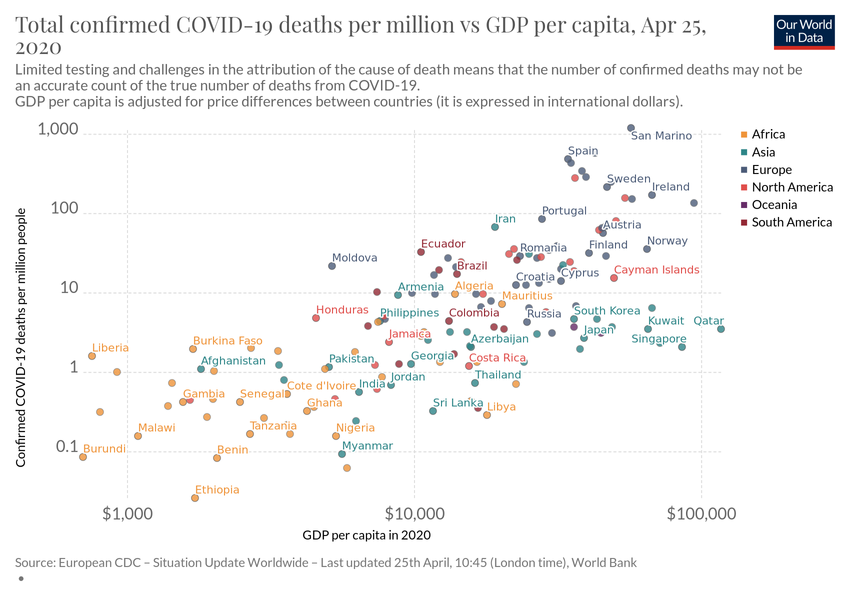 Total confirmed COVID-19 deaths per million vs GDP per capita, Apr 25,
2020
Our World
in Data
Limited testing and challenges in the attribution of the cause of death means that the number of confirmed deaths may not be
an accurate count of the true number of deaths from COVID-19.
GDP per capita is adjusted for price differences between countries (it is expressed in international dollars).
1,000
100
10
1
0.1
Confirmed COVID-19 deaths per million people
San Marino
Spain
Sweden
Ireland
Portugal
Iran
Austria
Ecuador
Romania
Finland
Norway
Moldova
Brazil
Croatia
Cyprus
Cayman Islands
Armenia
Algeria
Mauritius
Honduras
Philippines
Colombia
Russia
South Korea
Kuwait
Qatar
Jamaica
Azerbaijan
Japan
Singapore
Liberia
Burkina Faso
Afghanistan
Pakistan
Georgia
Costa Rica
Jordan
Thailand
Gambia
Senegal
Cote d'Ivoire
India
Ghana
Sri Lanka
Libya
Malawi
Tanzania
Nigeria
Burundi
Benin
Myanmar
Ethiopia
$1,000
$10,000
$100,000
GDP per capita in 2020
Africa
Asia
Europe
North America
Oceania
South America
Source: European CDC – Situation Update Worldwide – Last updated 25th April, 10:45 (London time), World Bank